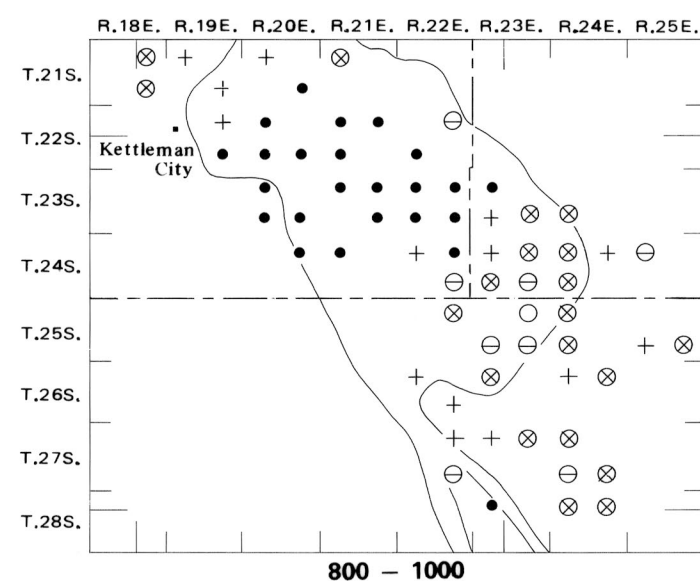 R.18E. R.19E. R.20E. R.21E. R.22E. R.23E. R.24E. R.25E.
T.21S.
T.22S.
Kettleman
City
T.23S.
T.24S.
T.25S.
T.26S.
T.27S.
T.28S.
800 – 1000